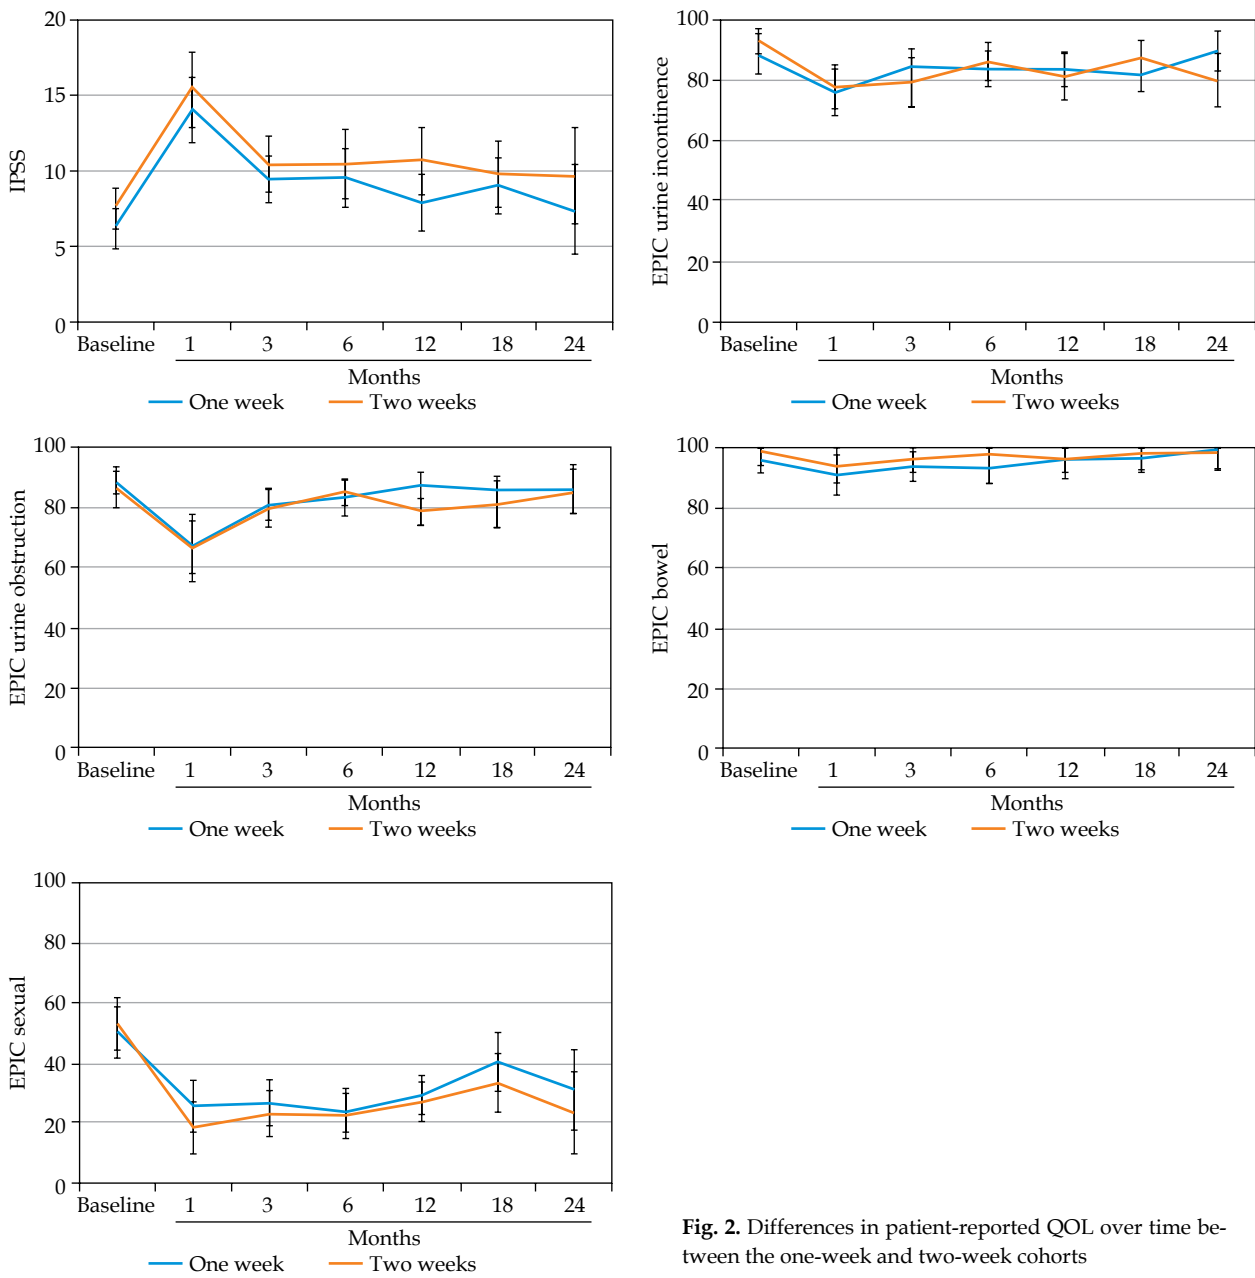 IPSS
20
15
10
5
0
Baseline 1 3 6 12 18 24
Months
One week Two weeks
EPIC urine incontinence
100
80
60
40
20
0
Baseline 1 3 6 12 18 24
Months
One week Two weeks
EPIC urine obstruction
100
80
60
40
20
0
Baseline 1 3 6 12 18 24
Months
One week Two weeks
EPIC bowel
100
80
60
40
20
0
Baseline 1 3 6 12 18 24
Months
One week Two weeks
EPIC sexual
100
80
60
40
20
0
Baseline 1 3 6 12 18 24
Months
One week Two weeks
Fig. 2. Differences in patient-reported QOL over time be-
tween the one-week and two-week cohorts